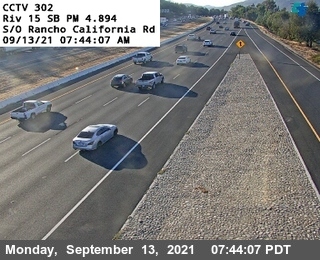 CCTV 302
Riv 15 SB PM 4.894
S/O Rancho California Rd
09/13/21 07:44:07 AM
Monday, September 13, 2021 07:44:07 PDT